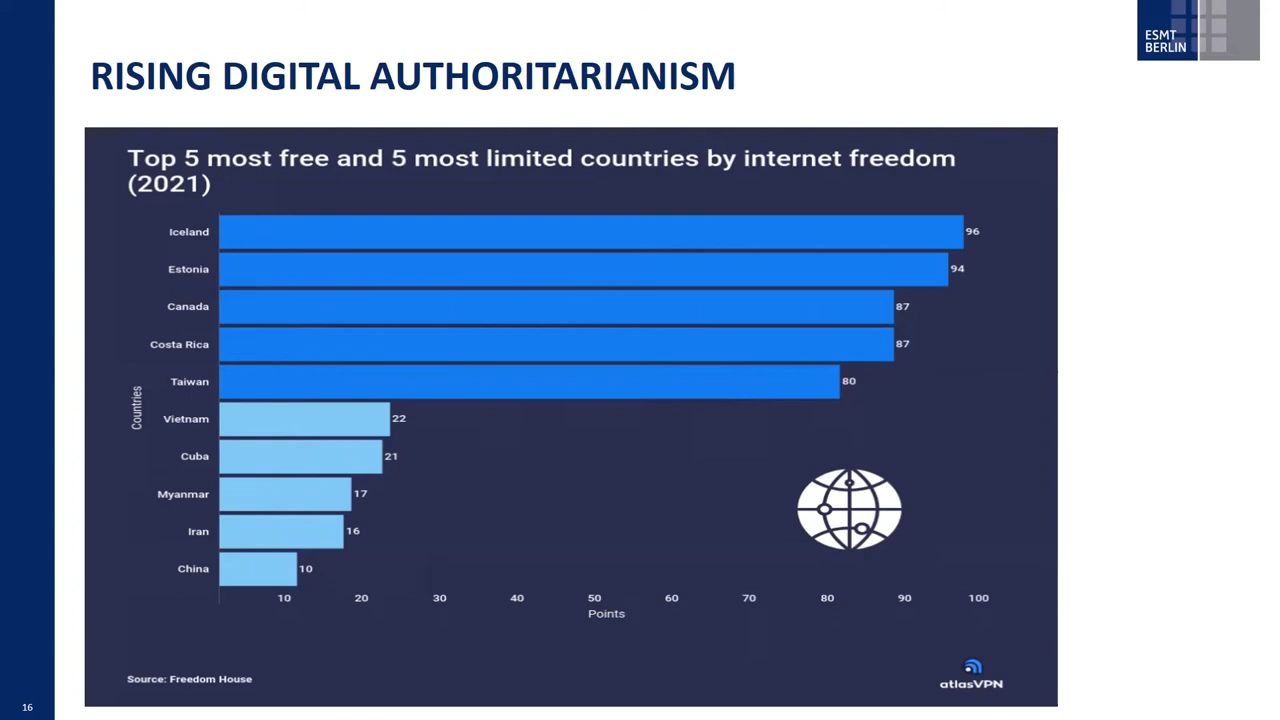 ESMT
BERLIN
RISING DIGITAL AUTHORITARIANISM
Top 5 most free and 5 most limited countries by internet freedom
(2021)
Countries
Iceland 96
Estonia 94
Canada 87
Costa Rica 87
Taiwan 80
Vietnam 22
Cuba 21
Myanmar 17
Iran 16
China 10
10 20 30 40 50 60 70 80 90 100
Points
Source: Freedom House
atlasVPN
16